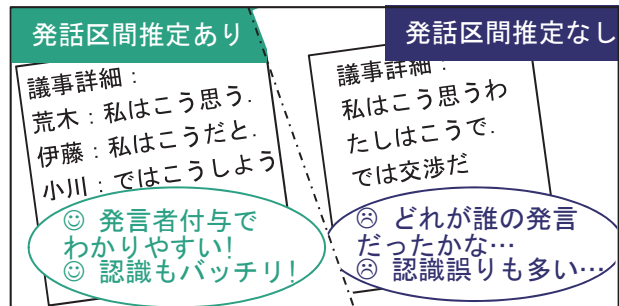 発話区間推定あり
議事詳細：
荒木：私はこう思う.
伊藤：私はこうだと.
小川：ではこうしよう
☺ 発言者付与で
わかりやすい!
☺ 認識もバッチリ!
発話区間推定なし
議事詳細：
私はこう思うわ
たしはこうで.
では交渉だ
☹ どれが誰の発言
だったかな…
☹ 認識誤りも多い…